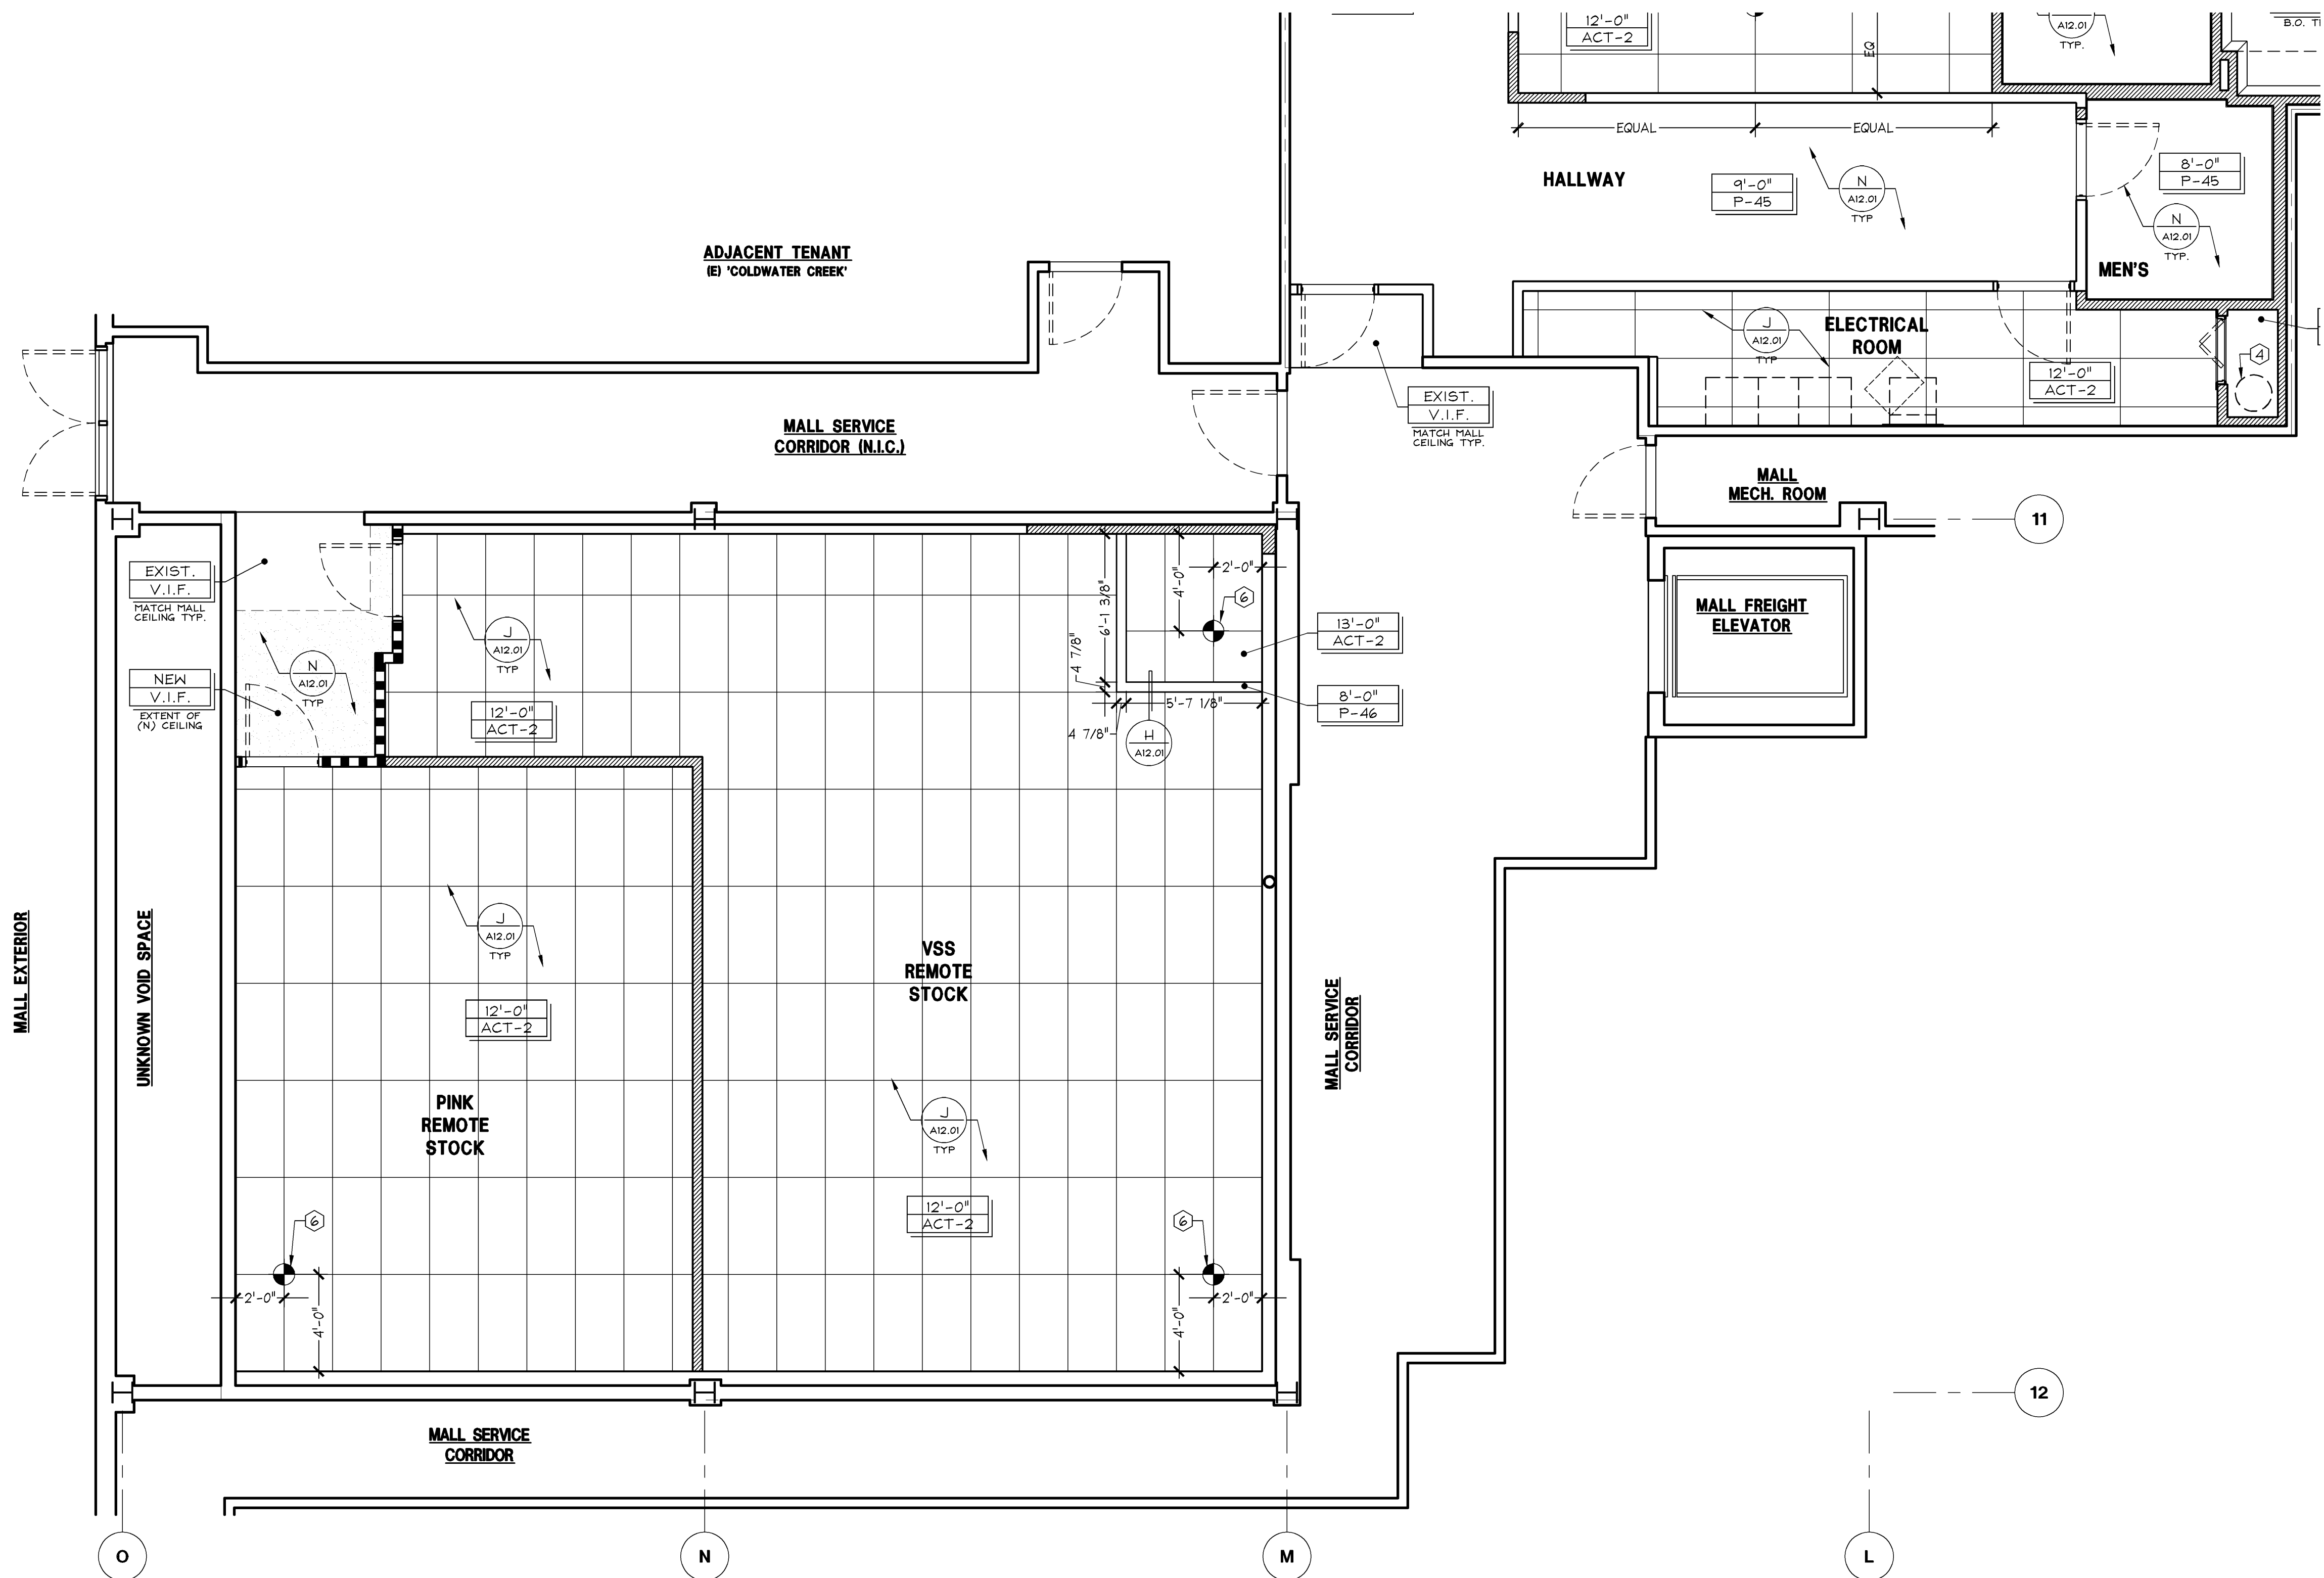 12'-0"
ACT-2
EQ
A12.01
TYP.
B.O.
EQUAL
EQUAL
HALLWAY
9'-0"
P-45
N
A12.01
TYP
8'-0"
P-45
N
A12.01
TYP.
MEN'S
ADJACENT TENANT
(E) 'COLDWATER CREEK'
J
A12.01
TYP
ELECTRICAL
ROOM
12'-0"
ACT-2
4
EXIST.
V.I.F.
MATCH MALL
CEILING TYP.
MALL SERVICE
CORRIDOR (N.I.C.)
MALL
MECH. ROOM
11
EXIST.
V.I.F.
MATCH MALL
CEILING TYP.
NEW
V.I.F.
EXTENT OF
(N) CEILING
N
A12.01
TYP
J
A12.01
TYP
12'-0"
ACT-2
6'-1 3/8"
4'-0"
2'-0"
6
4 7/8"
5'-7 1/8"
4 7/8"
H
A12.01
13'-0"
ACT-2
8'-0"
P-46
MALL FREIGHT
ELEVATOR
MALL EXTERIOR
UNKNOWN VOID SPACE
J
A12.01
TYP
12'-0"
ACT-2
PINK
REMOTE
STOCK
VSS
REMOTE
STOCK
J
A12.01
TYP
12'-0"
ACT-2
MALL SERVICE
CORRIDOR
6
2'-0"
4'-0"
6
2'-0"
4'-0"
12
MALL SERVICE
CORRIDOR
O
N
M
L